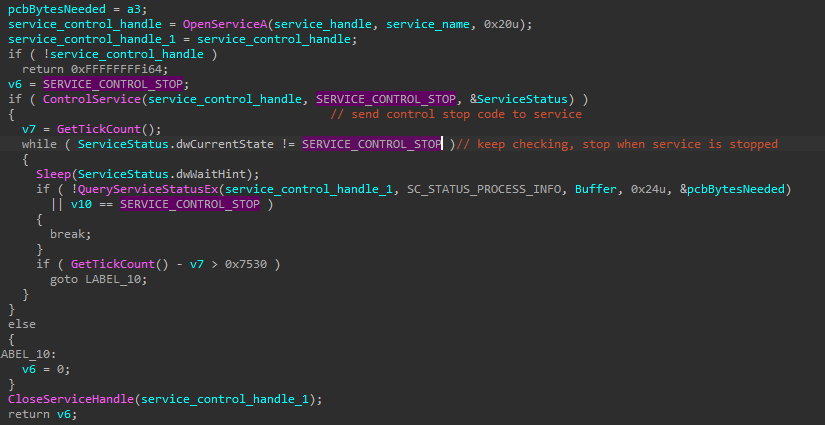 pcbBytesNeeded = a3;
service_control_handle = OpenServiceA(service_handle, service_name, 0x20u);
service_control_handle_1 = service_control_handle;
if ( !service_control_handle )
return 0xFFFFFFFFi64;
v6 = SERVICE_CONTROL_STOP;
if ( ControlService(service_control_handle, SERVICE_CONTROL_STOP, &ServiceStatus) )
{ // send control stop code to service
v7 = GetTickCount();
while ( ServiceStatus.dwCurrentState != SERVICE_CONTROL_STOP )// keep checking, stop when service is stopped
{
Sleep(ServiceStatus.dwWaitHint);
if ( !QueryServiceStatusEx(service_control_handle_1, SC_STATUS_PROCESS_INFO, Buffer, 0x24u, &pcbBytesNeeded)
|| v10 == SERVICE_CONTROL_STOP )
{
break;
}
if ( GetTickCount() - v7 > 0x7530 )
goto LABEL_10;
}
}
else
{
ABEL_10:
v6 = 0;
}
CloseServiceHandle(service_control_handle_1);
return v6;